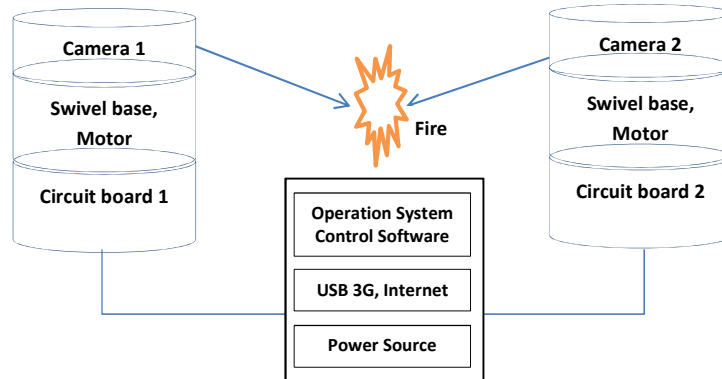 Camera 1
Swivel base,
Motor
Circuit board 1
Fire
Camera 2
Swivel base,
Motor
Circuit board 2
Operation System
Control Software
USB 3G, Internet
Power Source